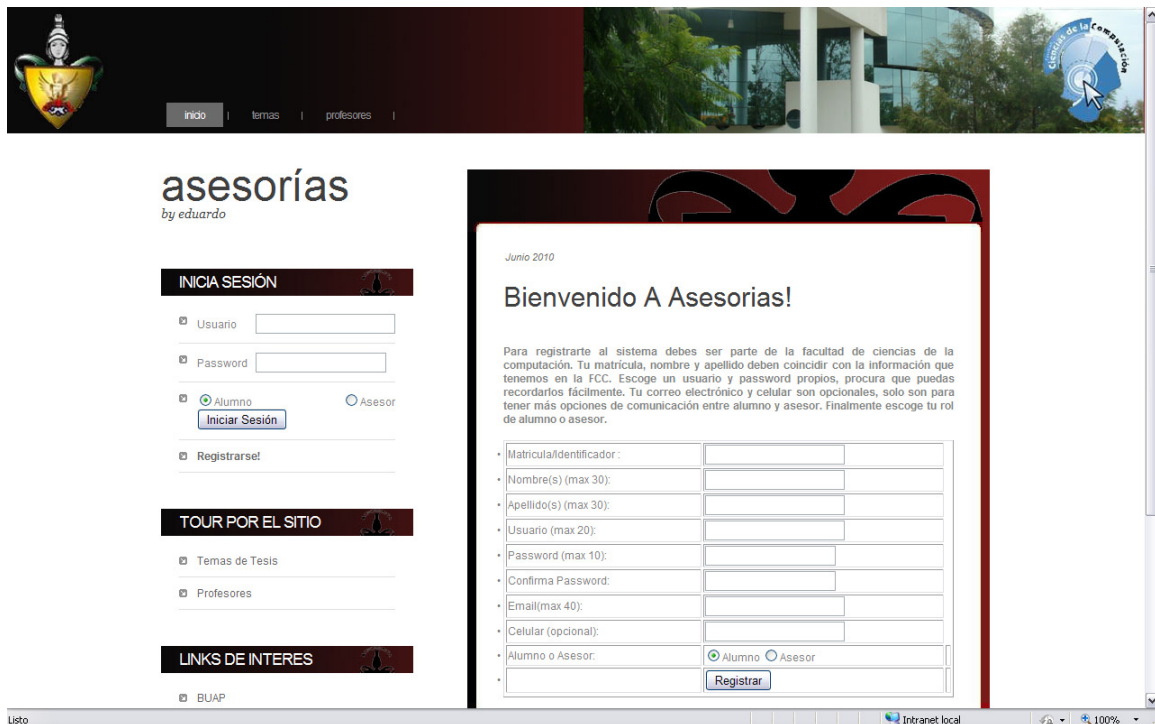 Ciencias de la Computación
inicio | temas | profesores |
asesorías
by eduardo
INICIA SESIÓN
Usuario
Password
Alumno Asesor
Iniciar Sesión
Registrarse!
TOUR POR EL SITIO
Temas de Tesis
Profesores
LINKS DE INTERES
BUAP
Junio 2010
Bienvenido A Asesorias!
Para registrarte al sistema debes ser parte de la facultad de ciencias de la
computación. Tu matrícula, nombre y apellido deben coincidir con la información que
tenemos en la FCC. Escoge un usuario y password propios, procura que puedas
recordarlos fácilmente. Tu correo electrónico y celular son opcionales, solo son para
tener más opciones de comunicación entre alumno y asesor. Finalmente escoge tu rol
de alumno o asesor.
Matricula/Identificador :
Nombre(s) (max 30):
Apellido(s) (max 30):
Usuario (max 20):
Password (max 10):
Confirma Password:
Email(max 40):
Celular (opcional):
Alumno o Asesor: Alumno Asesor
Registrar
Listo Intranet local 100%